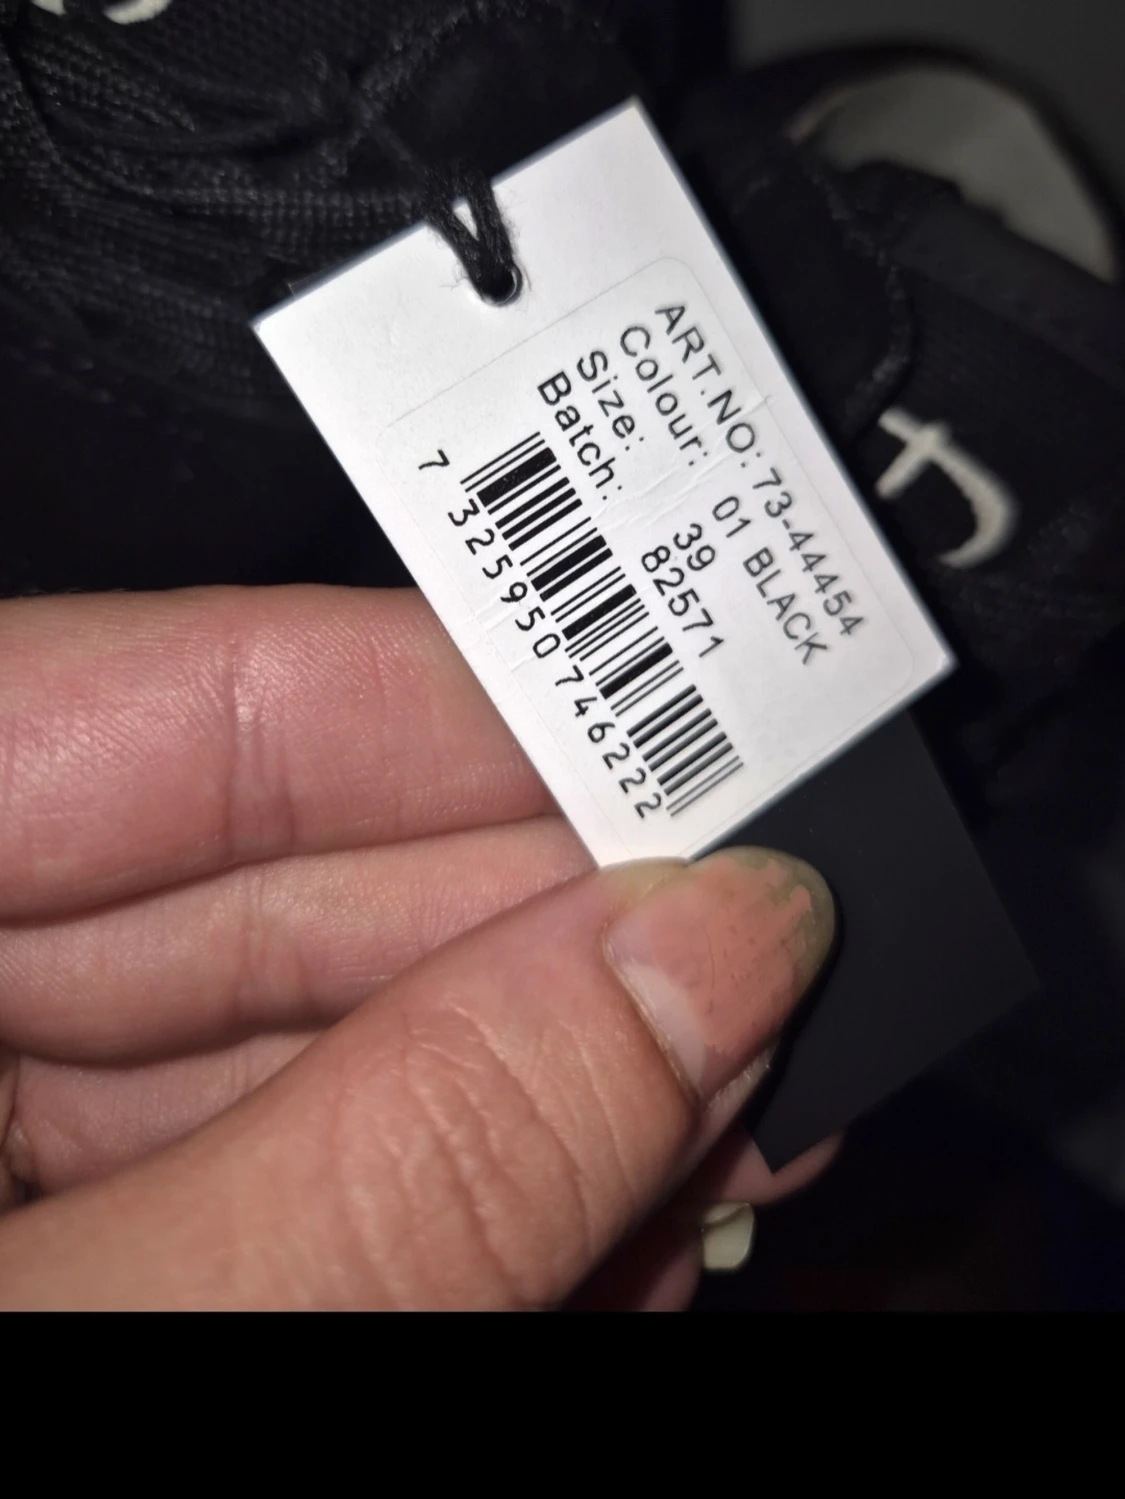 ART.NO: 73-44454
Colour: 01 BLACK
Size: 39
Batch: 82571
7 325950 746222